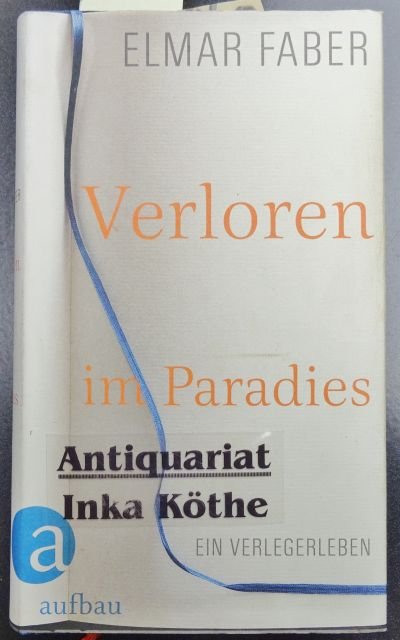 ELMAR FABER
Verloren
im Paradies
Antiquariat
Inka Köthe
EIN VERLEGERLEBEN
a
aufbau